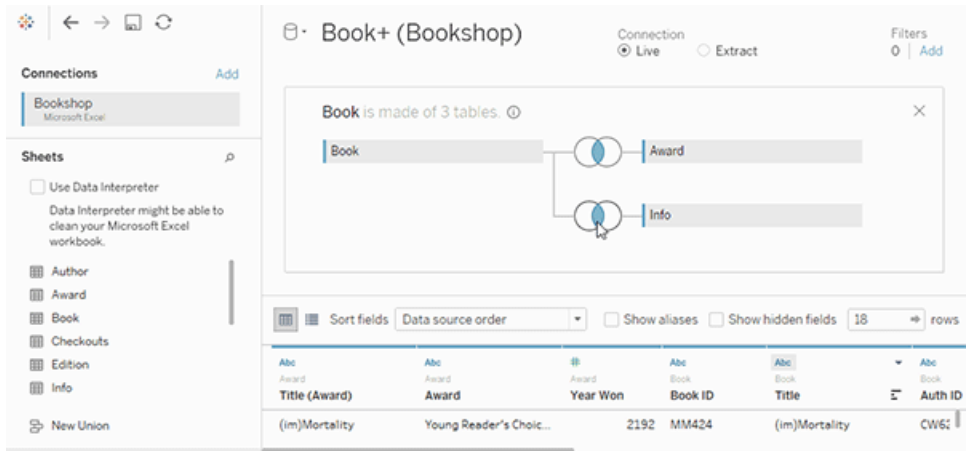 Book+ (Bookshop)
Connection
Live
Extract
Filters
0 | Add
Connections
Add
Bookshop
Microsoft Excel
Sheets
Use Data Interpreter
Data Interpreter might be able to
clean your Microsoft Excel
workbook.
Author
Award
Book
Checkouts
Edition
Info
New Union
Book is made of 3 tables.
Book
Award
Info
Sort fields
Data source order
Show aliases
Show hidden fields
18
rows
Abc
Abc
#
Abc
Abc
Abc
Award
Award
Award
Book
Book
Book
Title (Award)
Award
Year Won
Book ID
Title
Auth ID
(im)Mortality
Young Reader's Choic...
2192
MM424
(im)Mortality